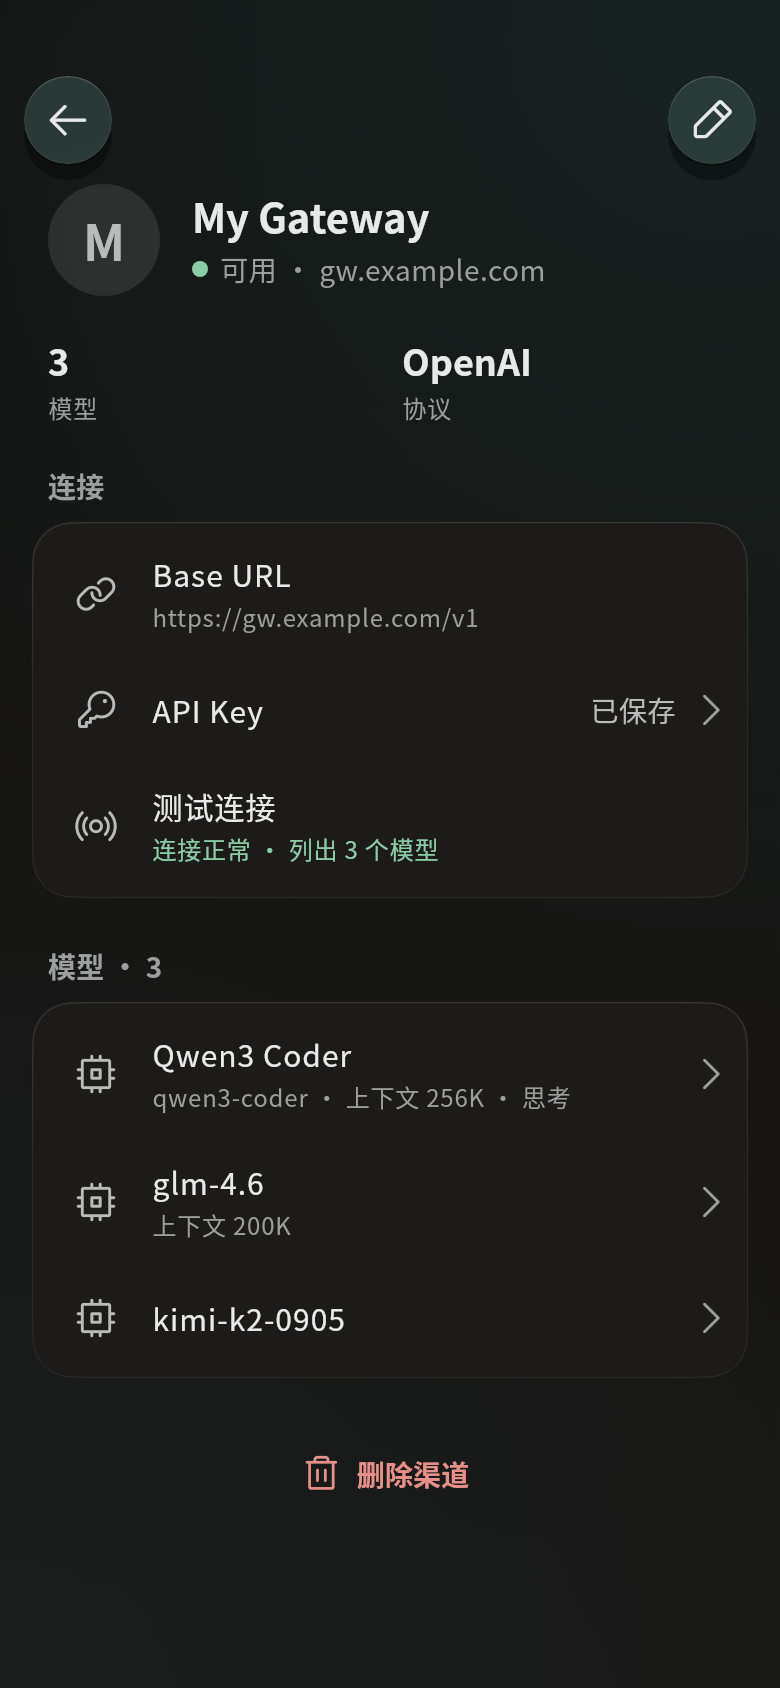 M
My Gateway
可用 · gw.example.com
3
模型
OpenAI
协议
连接
Base URL
https://gw.example.com/v1
API Key
已保存
测试连接
连接正常 · 列出 3 个模型
模型 · 3
Qwen3 Coder
qwen3-coder · 上下文 256K · 思考
glm-4.6
上下文 200K
kimi-k2-0905
删除渠道